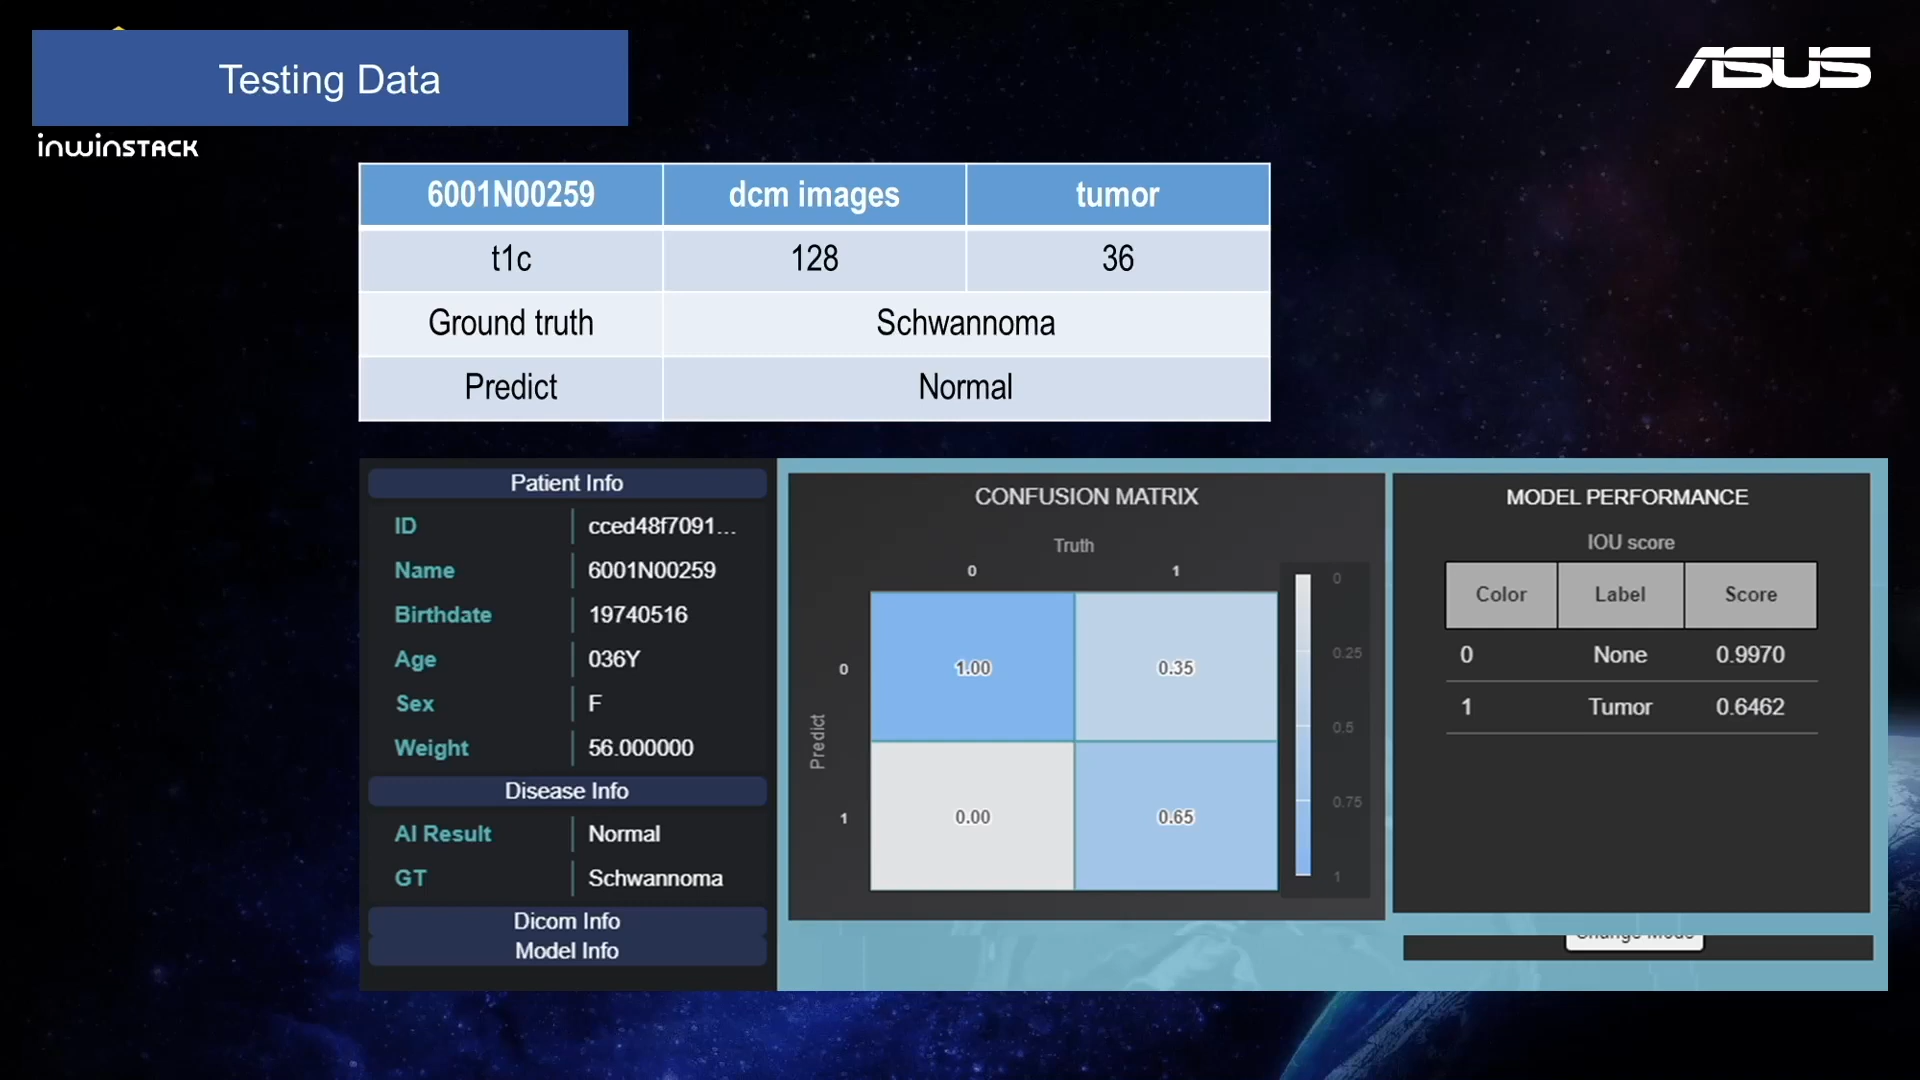 Testing Data
ASUS
inwinSTACK
6001N00259 dcm images tumor
t1c 128 36
Ground truth Schwannoma
Predict Normal
Patient Info
ID cced48f7091...
Name 6001N00259
Birthdate 19740516
Age 036Y
Sex F
Weight 56.000000
Disease Info
AI Result Normal
GT Schwannoma
Dicom Info
Model Info
CONFUSION MATRIX
Truth
0 1
Predict
0 1.00 0.35
1 0.00 0.65
0
0.25
0.5
0.75
1
MODEL PERFORMANCE
IOU score
Color Label Score
0 None 0.9970
1 Tumor 0.6462